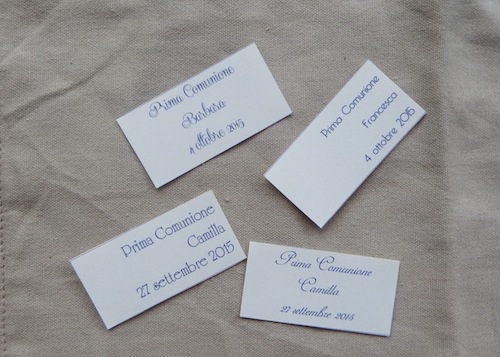 Prima Comunione
Barbara
4 ottobre 2015
Prima Comunione
Francesca
4 ottobre 2015
Prima Comunione
Camilla
27 settembre 2015
Prima Comunione
Camilla
27 settembre 2015